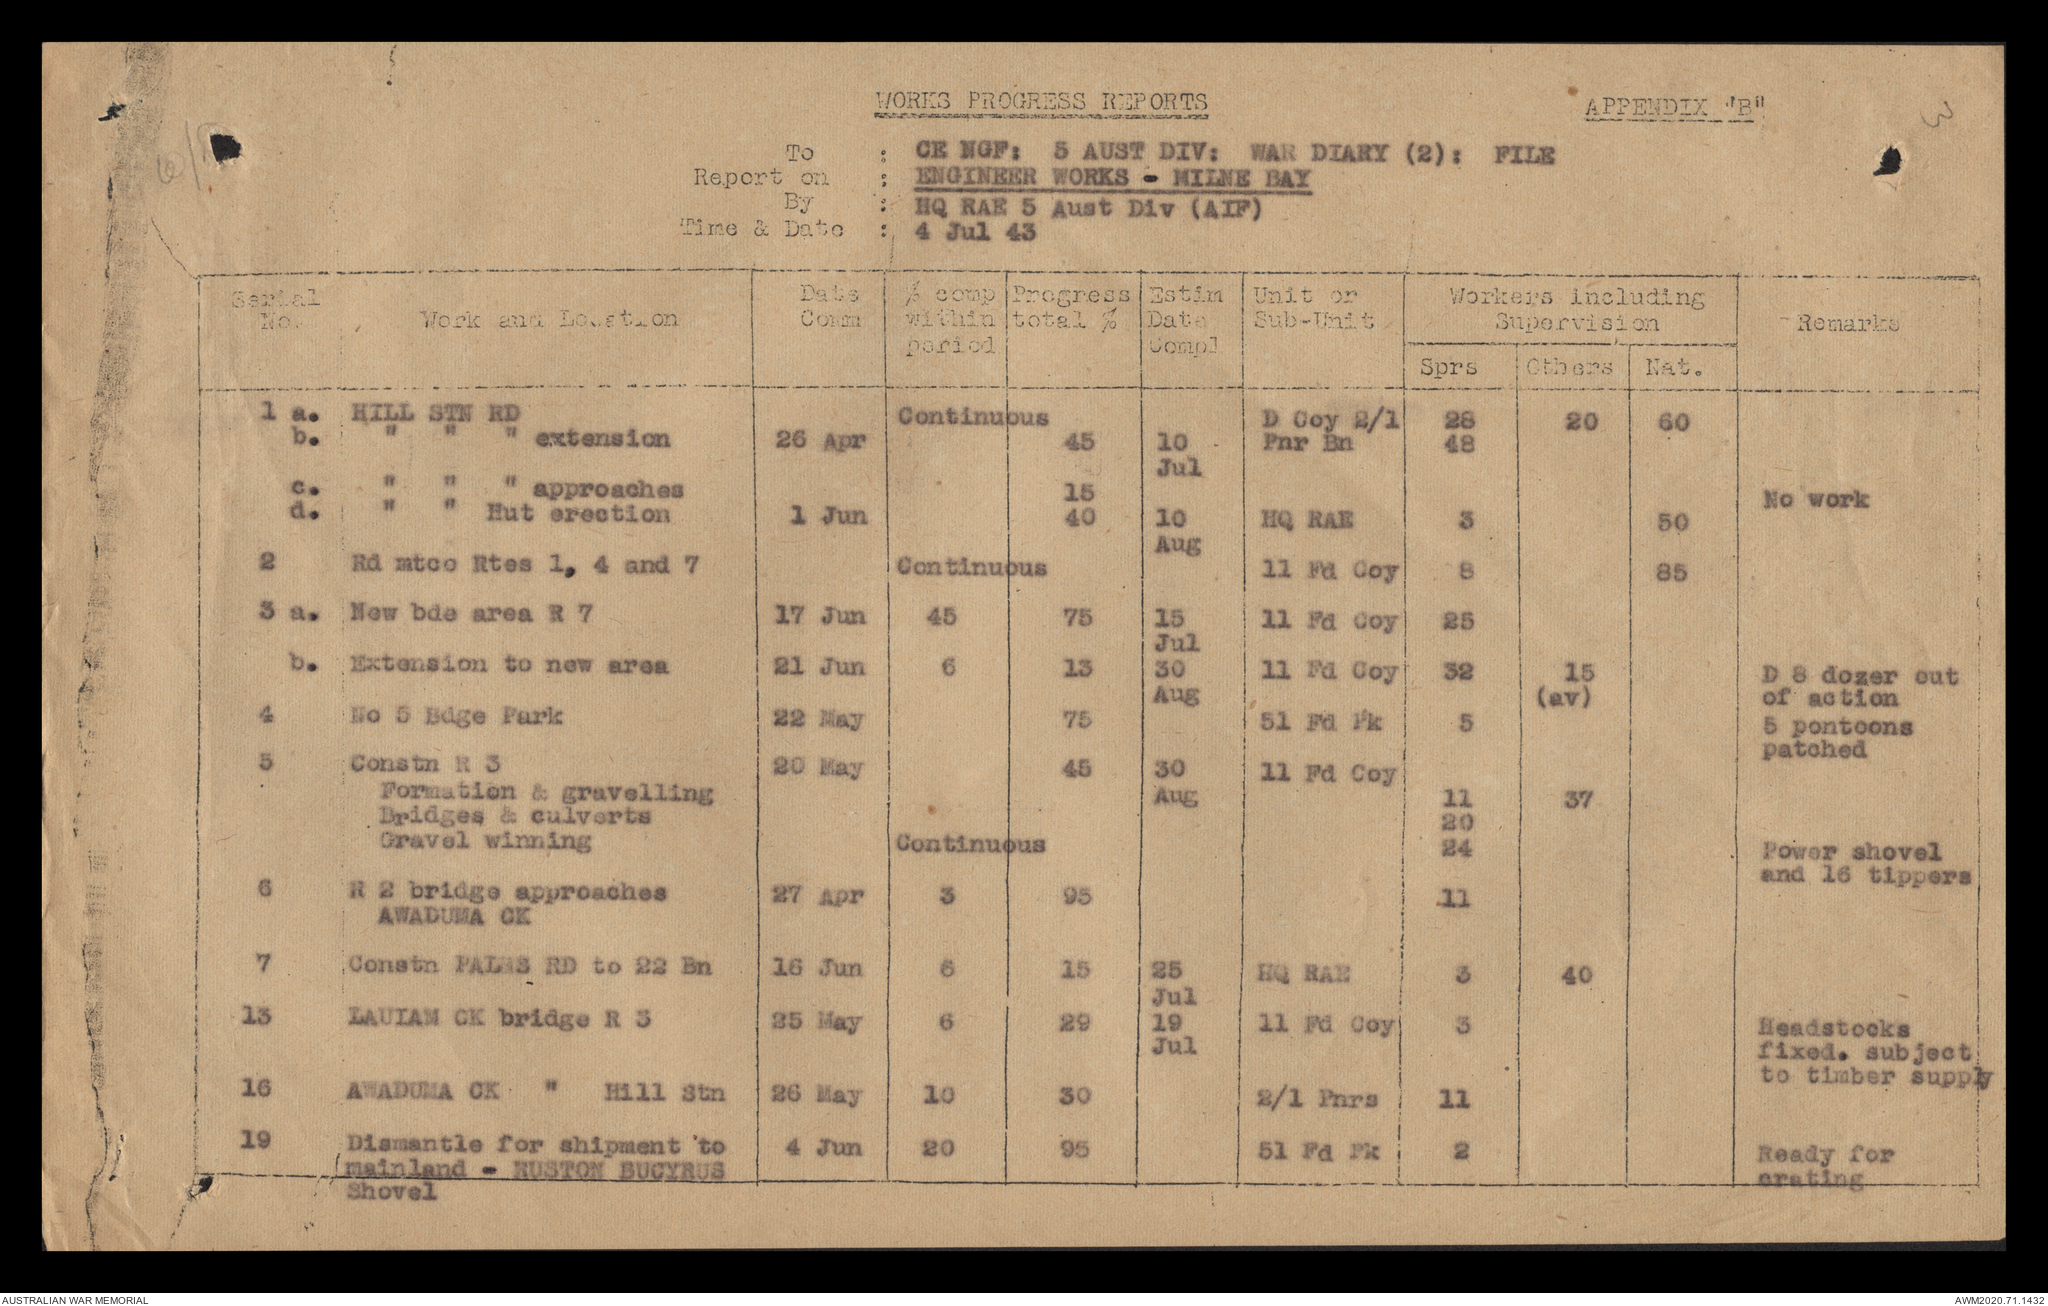 WORKS PROGRESS REPORTS
APPENDIX "B"
3
To : CE NGF: 5 AUST DIV: WAR DIARY (2): FILE
Report on : ENGINEER WORKS - MILNE BAY
By : HQ RAE 5 Aust Div (AIF)
Time & Date : 4 Jul 43
Serial No. Work and Location Date Comm % comp within period Progress total % Estim Date Compl Unit or Sub-Unit Workers including Supervision Remarks
Sprs Others Nat.
1 a. HILL STN RD Continuous D Coy 2/1 28 20 60
b. " " " extension 26 Apr 45 10 Pnr Bn 48
Jul
c. " " " approaches 15 No work
d. " " Hut erection 1 Jun 40 10 HQ RAE 3 50
Aug
2 Rd mtce Rtes 1, 4 and 7 Continuous 11 Fd Coy 8 85
3 a. New bde area R 7 17 Jun 45 75 15 11 Fd Coy 25
Jul
b. Extension to new area 21 Jun 6 13 30 11 Fd Coy 32 15 D 8 dozer out
Aug (av) of action
4 No 5 Bdge Park 22 May 75 51 Fd Pk 5 5 pontoons
patched
5 Constn R 3 20 May 45 30 11 Fd Coy
Formation & gravelling Aug 11 37
Bridges & culverts 20
Gravel winning Continuous 24 Power shovel
and 16 tippers
6 R 2 bridge approaches 27 Apr 3 95 11
AWADUMA CK
7 Constn PALMS RD to 22 Bn 16 Jun 6 15 25 HQ RAE 3 40
Jul
13 LAUIAM CK bridge R 3 25 May 6 29 19 11 Fd Coy 3 Headstocks
Jul fixed. subject
to timber supply
16 AWADUMA CK " Hill Stn 26 May 10 30 2/1 Pnrs 11
19 Dismantle for shipment to 4 Jun 20 95 51 Fd Pk 2 Ready for
mainland - RUSTON BUCYRUS crating
Shovel
AUSTRALIAN WAR MEMORIAL
AWM2020.71.1432